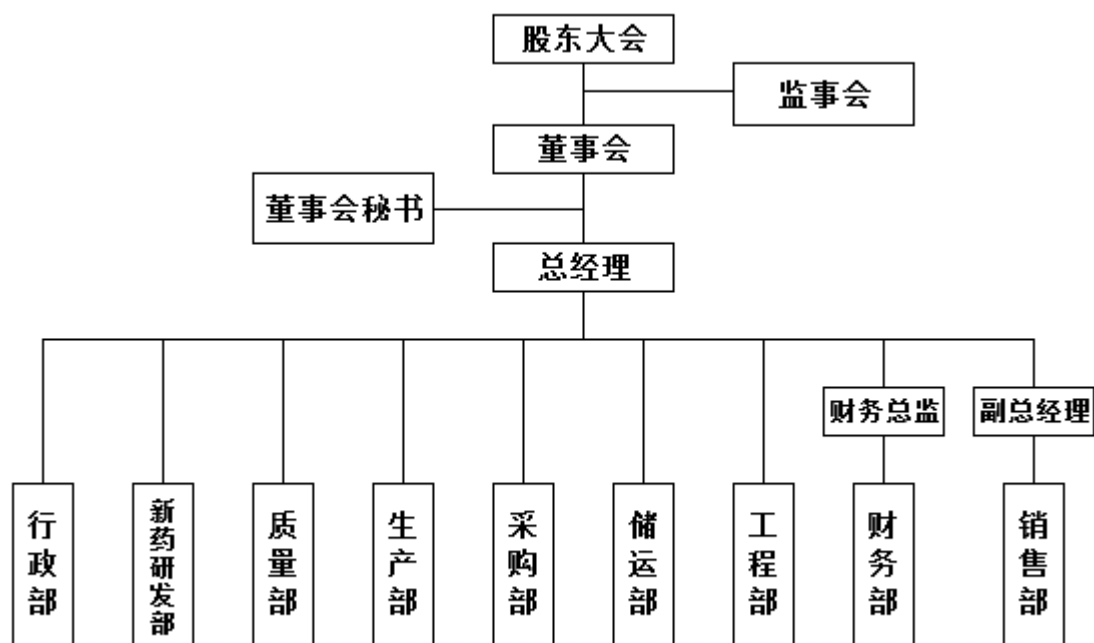 股东大会
监事会
董事会
董事会秘书
总经理
财务总监
副总经理
行政部
新药研发部
质量部
生产部
采购部
储运部
工程部
财务部
销售部